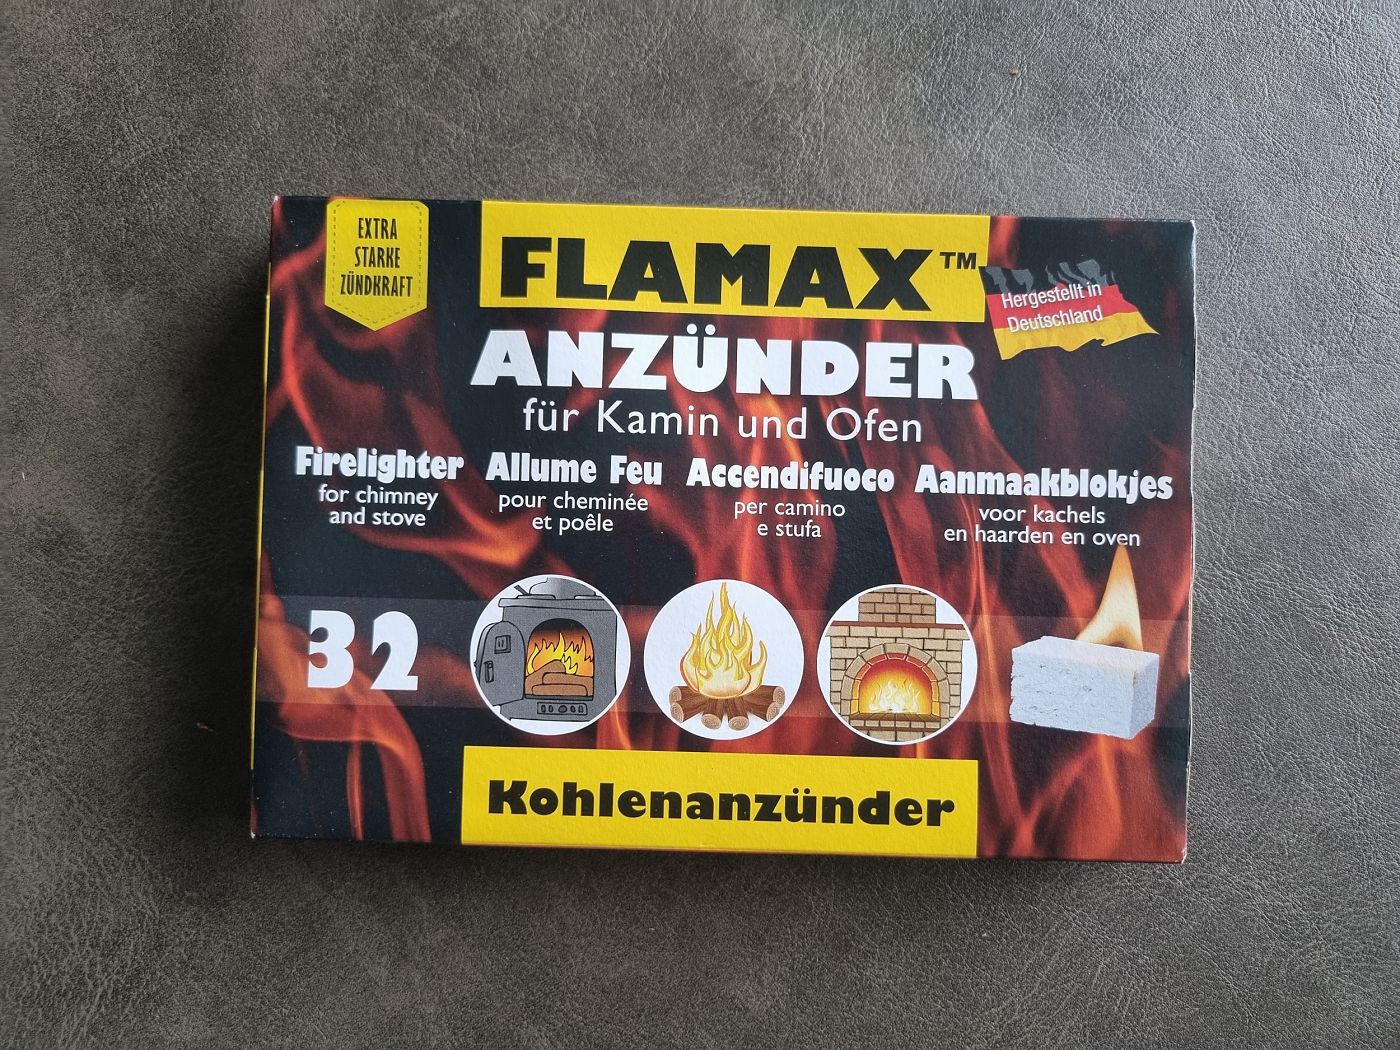 EXTRA
STARKE
ZÜNDKRAFT
FLAMAX™
Hergestellt in
Deutschland
ANZÜNDER
für Kamin und Ofen
Firelighter
for chimney
and stove
Allume Feu
pour cheminée
et poêle
Accendifuoco
per camino
e stufa
Aanmaakblokjes
voor kachels
en haarden en oven
32
Kohlenanzünder